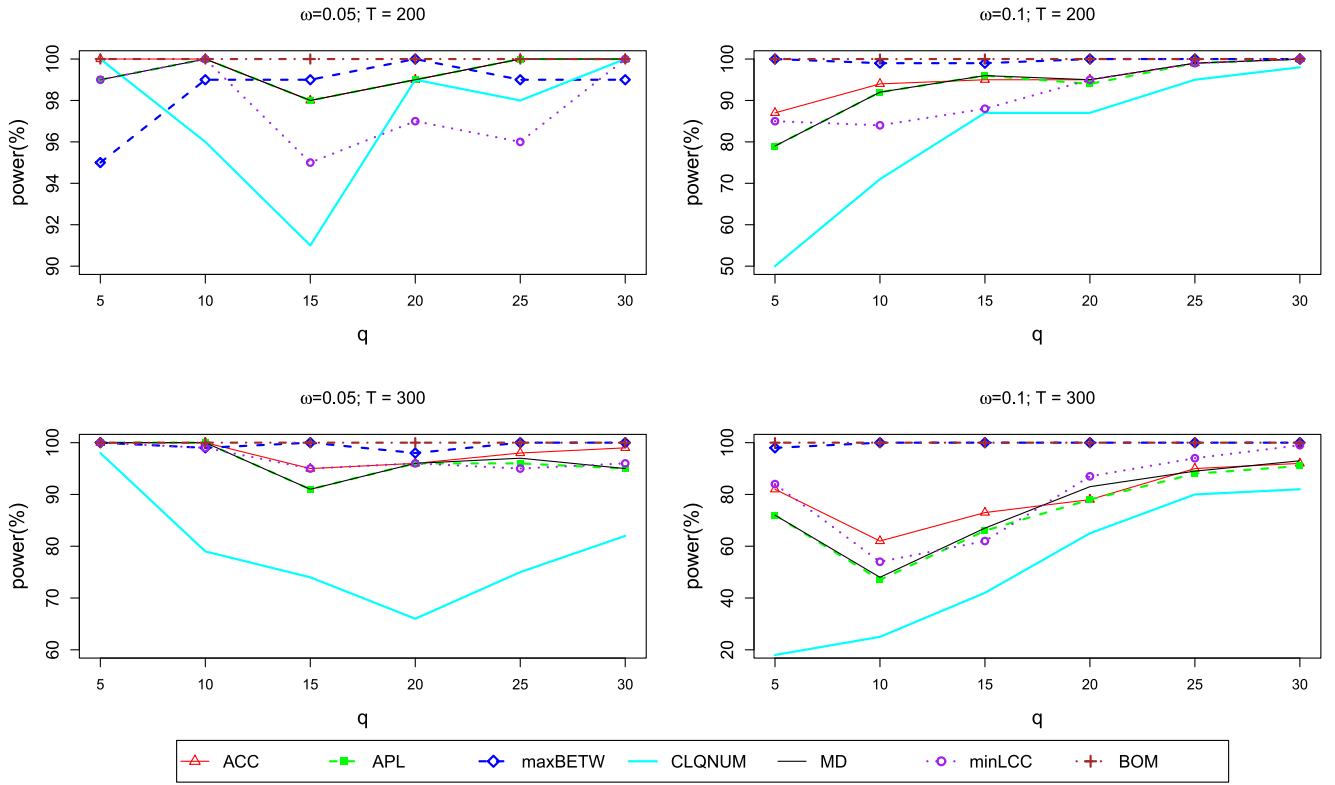 ω=0.05; T = 200
power(%)
100
98
96
94
92
90
5 10 15 20 25 30
q
ω=0.1; T = 200
power(%)
100
90
80
70
60
50
5 10 15 20 25 30
q
ω=0.05; T = 300
power(%)
100
90
80
70
60
5 10 15 20 25 30
q
ω=0.1; T = 300
power(%)
100
80
60
40
20
5 10 15 20 25 30
q
ACC APL maxBETW CLQNUM MD minLCC BOM